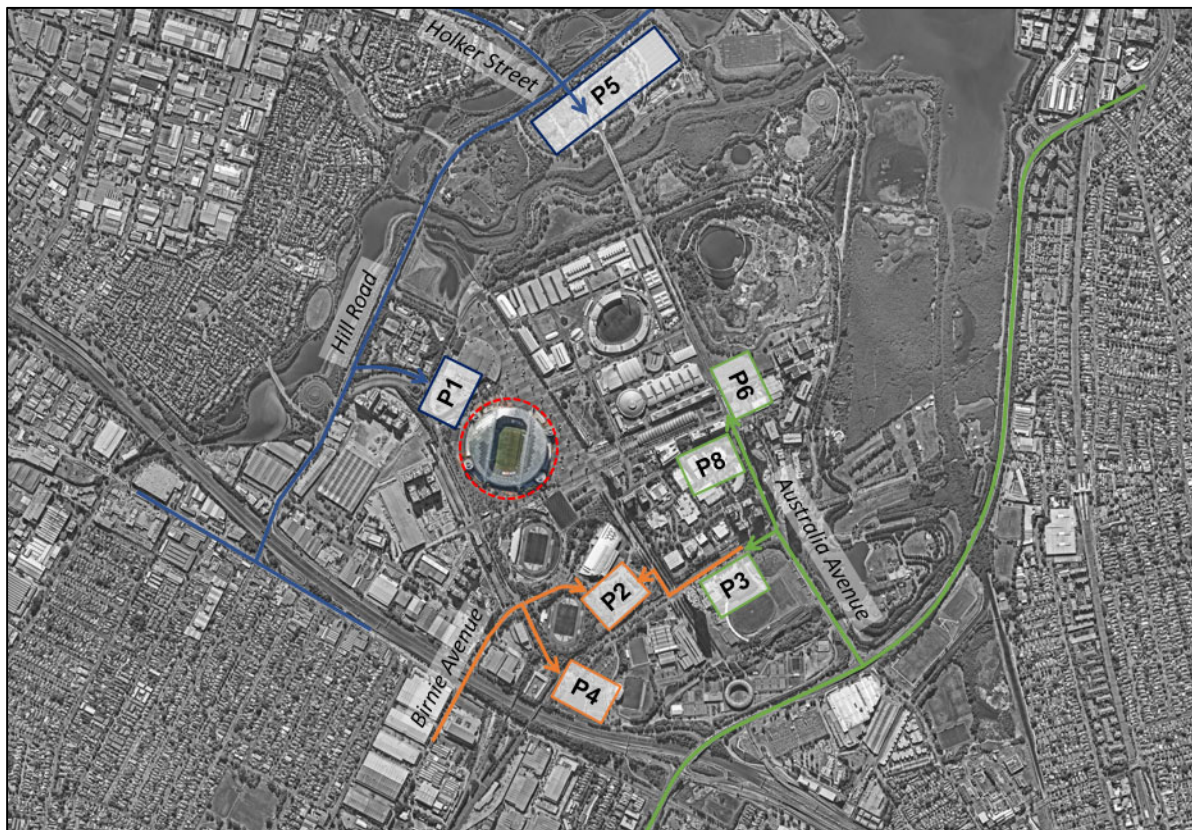 Holker Street
P5
Hill Road
P1
P6
P8
Australia Avenue
P3
P2
Birnie Avenue
P4